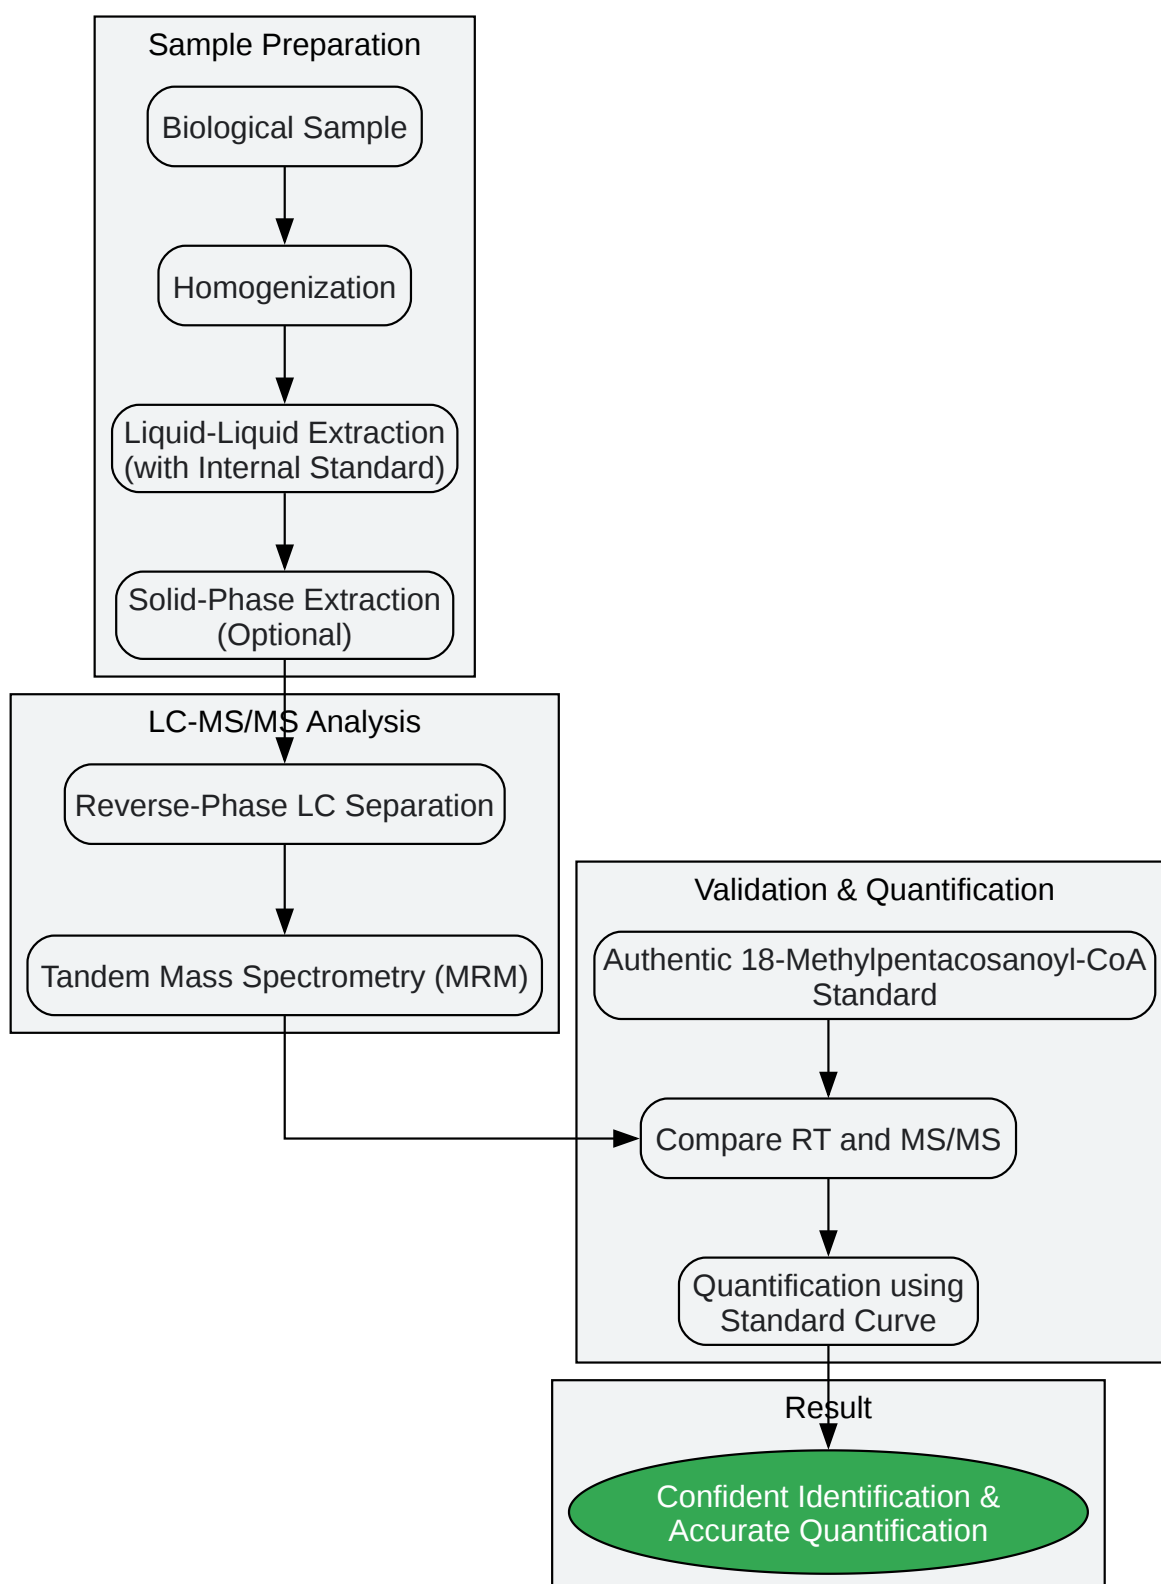 Sample Preparation
Biological Sample
Homogenization
Liquid-Liquid Extraction
(with Internal Standard)
Solid-Phase Extraction
(Optional)
LC-MS/MS Analysis
Reverse-Phase LC Separation
Tandem Mass Spectrometry (MRM)
Validation & Quantification
Authentic 18-Methylpentacosanoyl-CoA
Standard
Compare RT and MS/MS
Quantification using
Standard Curve
Result
Confident Identification &
Accurate Quantification